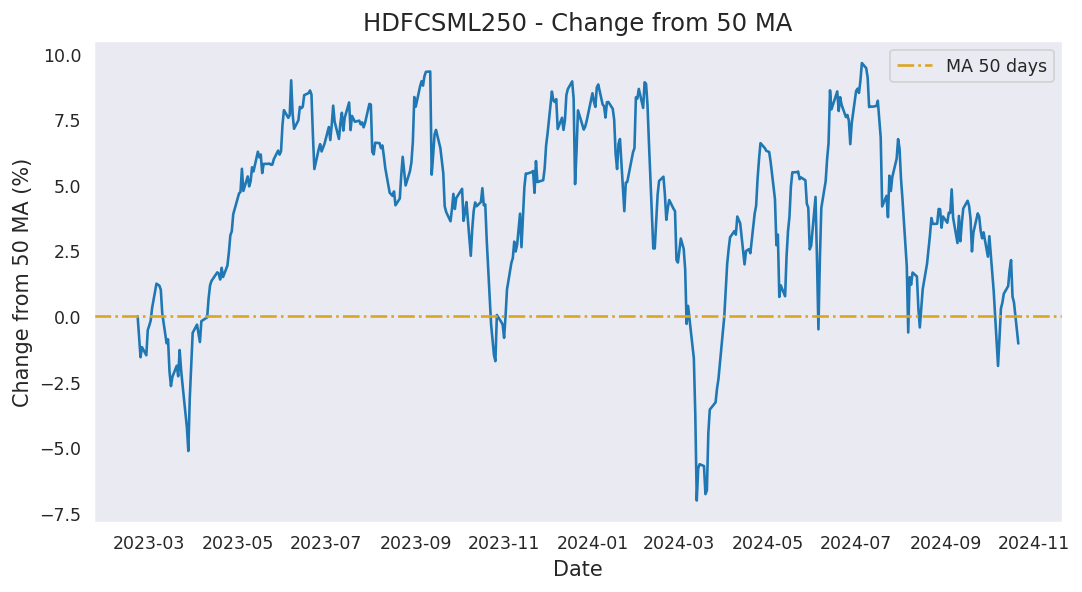 HDFCSML250 - Change from 50 MA
MA 50 days
Change from 50 MA (%)
10.0
7.5
5.0
2.5
0.0
−2.5
−5.0
−7.5
2023-03 2023-05 2023-07 2023-09 2023-11 2024-01 2024-03 2024-05 2024-07 2024-09 2024-11
Date